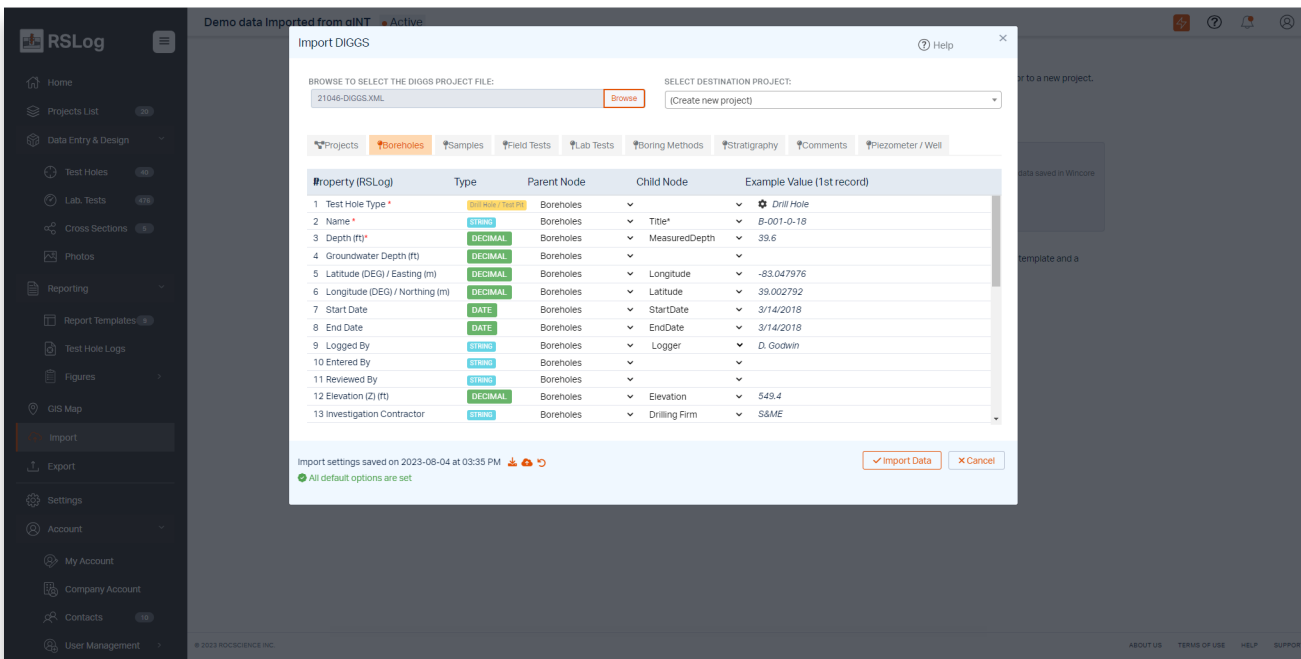 Demo data Imported from gINT • Active
RSLog
Home
Projects List 20
Data Entry & Design
Test Holes 40
Lab. Tests 476
Cross Sections 6
Photos
Reporting
Report Templates 9
Test Hole Logs
Figures
GIS Map
Import
Export
Settings
Account
My Account
Company Account
Contacts 10
User Management
Import DIGGS
Help
BROWSE TO SELECT THE DIGGS PROJECT FILE:
SELECT DESTINATION PROJECT:
21046-DIGGS.XML Browse
(Create new project)
Projects Boreholes Samples Field Tests Lab Tests Boring Methods Stratigraphy Comments Piezometer / Well
# Property (RSLog) Type Parent Node Child Node Example Value (1st record)
1 Test Hole Type * Drill Hole / Test Pit Boreholes Drill Hole
2 Name * STRING Boreholes Title* B-001-0-18
3 Depth (ft)* DECIMAL Boreholes MeasuredDepth 39.6
4 Groundwater Depth (ft) DECIMAL Boreholes
5 Latitude (DEG) / Easting (m) DECIMAL Boreholes Longitude -83.047976
6 Longitude (DEG) / Northing (m) DECIMAL Boreholes Latitude 39.002792
7 Start Date DATE Boreholes StartDate 3/14/2018
8 End Date DATE Boreholes EndDate 3/14/2018
9 Logged By STRING Boreholes Logger D. Godwin
10 Entered By STRING Boreholes
11 Reviewed By STRING Boreholes
12 Elevation (Z) (ft) DECIMAL Boreholes Elevation 549.4
13 Investigation Contractor STRING Boreholes Drilling Firm S&ME
Import settings saved on 2023-08-04 at 03:35 PM
All default options are set
Import Data
Cancel
or to a new project.
data saved in Wincore
template and a
© 2023 ROCSCIENCE INC.
ABOUT US TERMS OF USE HELP SUPPOR